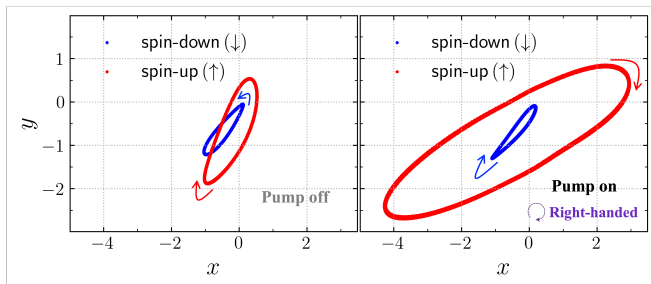 spin-down (↓)
spin-up (↑)
Pump off
1
0
−1
−2
y
−4
−2
0
2
x
spin-down (↓)
spin-up (↑)
Pump on
Right-handed
−4
−2
0
2
x